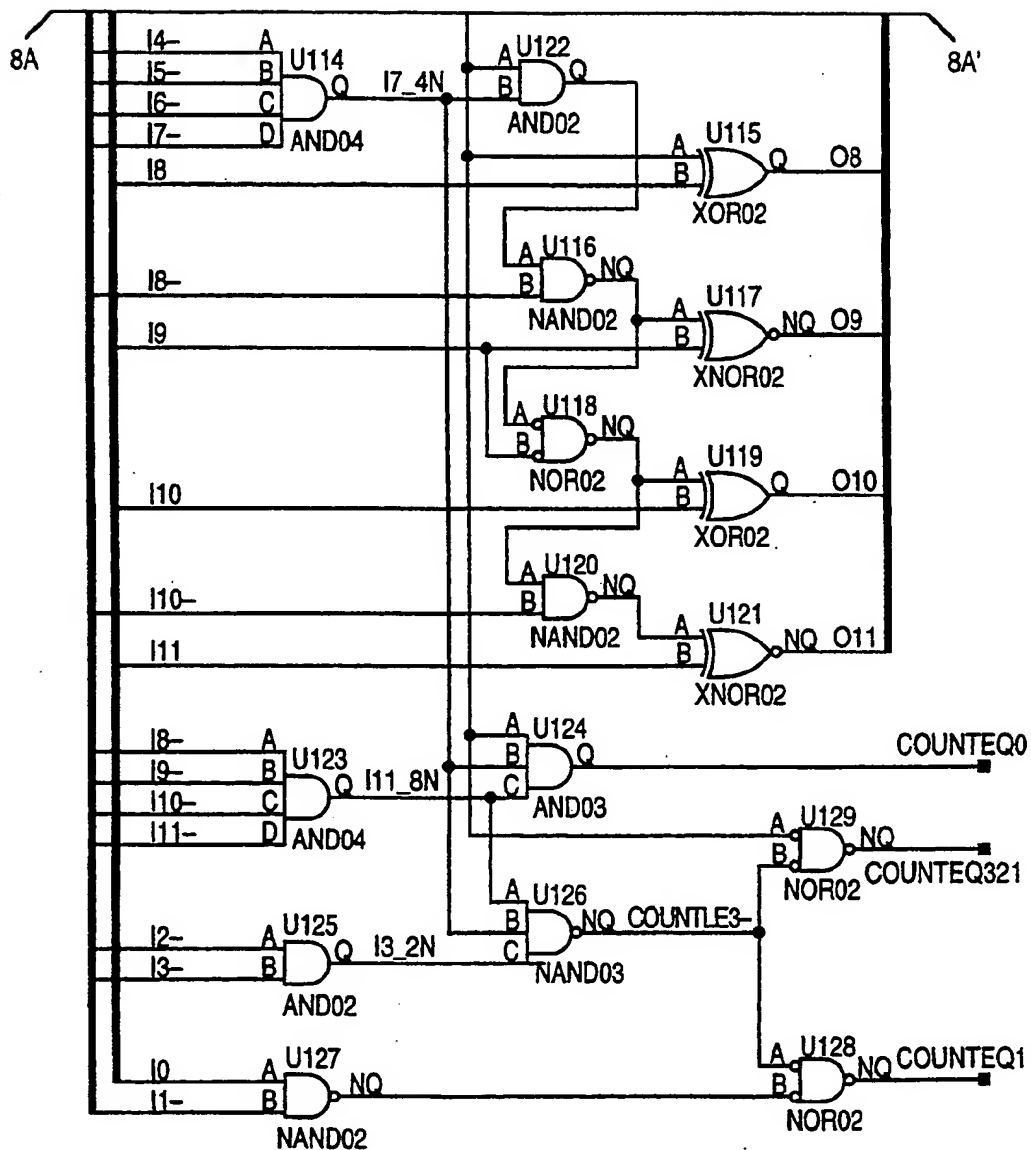 8A
8A'
I4-
A
U114
I5-
B
Q
I7_4N
I6-
C
I7-
D
AND04
A
U122
B
Q
AND02
I8
A
U115
B
Q
O8
XOR02
I8-
A
U116
B
NQ
NAND02
I9
A
U117
B
NQ
O9
XNOR02
A
U118
B
NQ
NOR02
I10
A
U119
B
Q
O10
XOR02
I10-
A
U120
B
NQ
NAND02
I11
A
U121
B
NQ
O11
XNOR02
I8-
A
U123
I9-
B
Q
I11_8N
I10-
C
I11-
D
AND04
A
U124
B
Q
C
AND03
COUNTEQ0
A
U129
B
NQ
NOR02
COUNTEQ321
I2-
A
U125
I3-
B
Q
I3_2N
AND02
A
U126
B
NQ
COUNTLE3-
C
NAND03
I0
A
U127
I1-
B
NQ
NAND02
A
U128
B
NQ
COUNTEQ1
NOR02